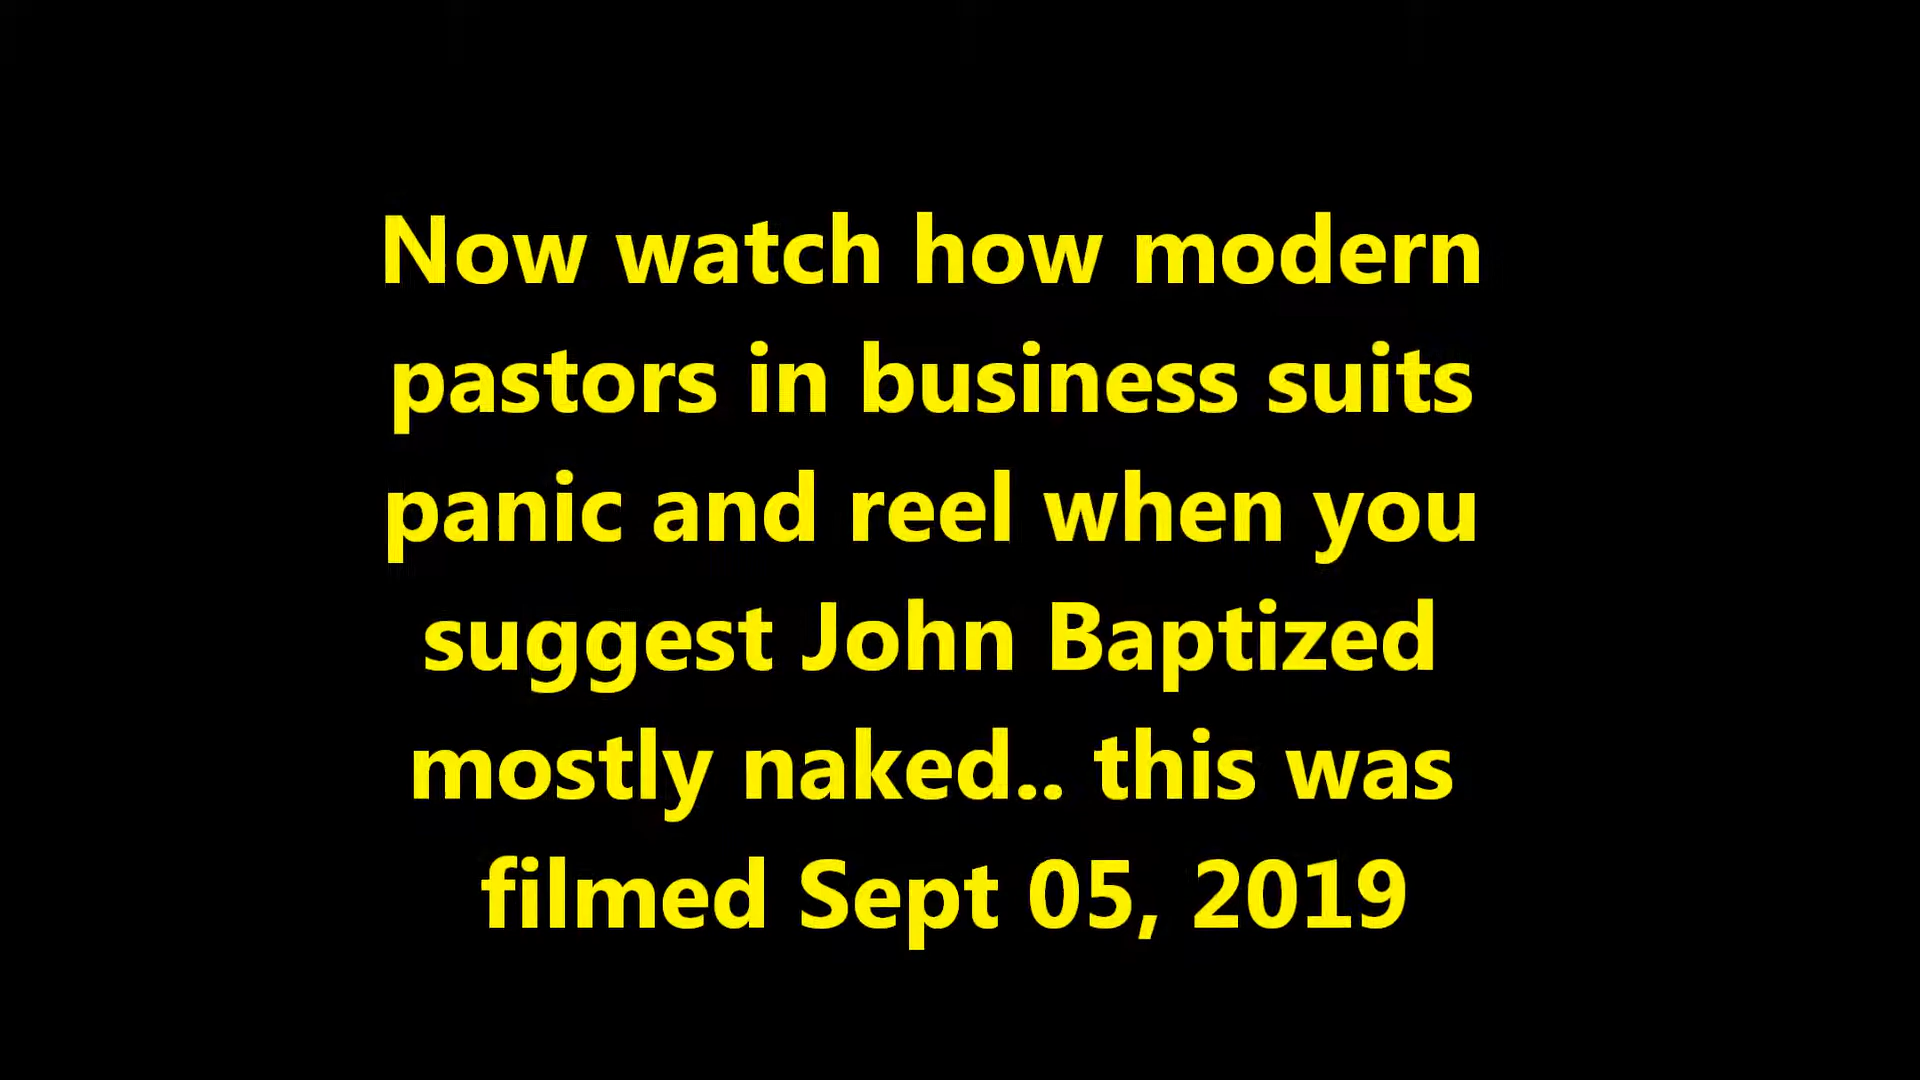 Now watch how modern
pastors in business suits
panic and reel when you
suggest John Baptized
mostly naked.. this was
filmed Sept 05, 2019